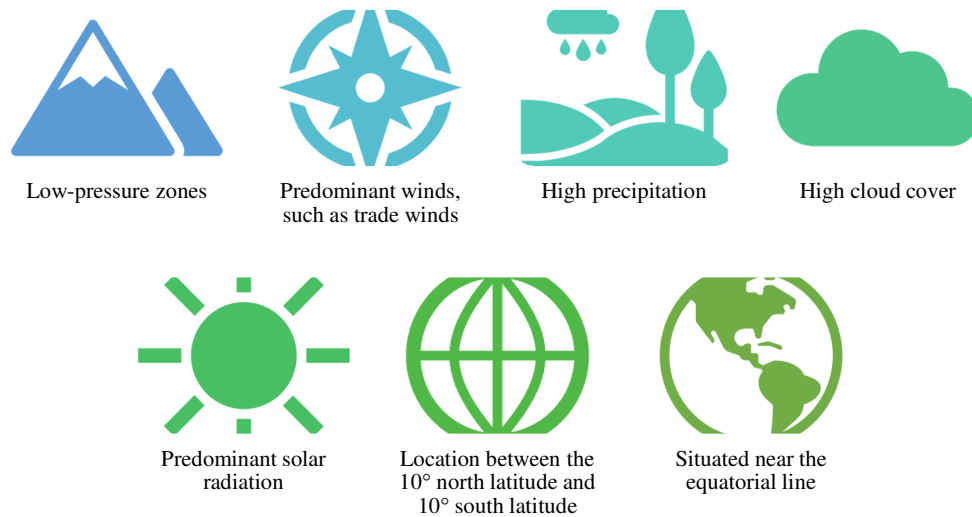 Low-pressure zones
Predominant winds,
such as trade winds
High precipitation
High cloud cover
Predominant solar
radiation
Location between the
10° north latitude and
10° south latitude
Situated near the
equatorial line